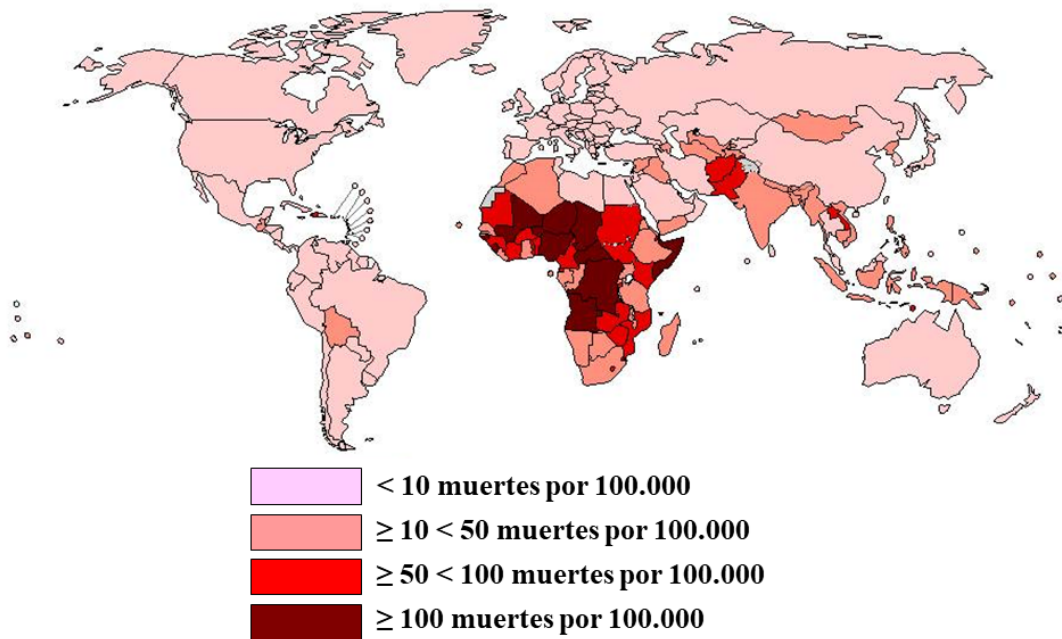 < 10 muertes por 100.000
≥ 10 < 50 muertes por 100.000
≥ 50 < 100 muertes por 100.000
≥ 100 muertes por 100.000